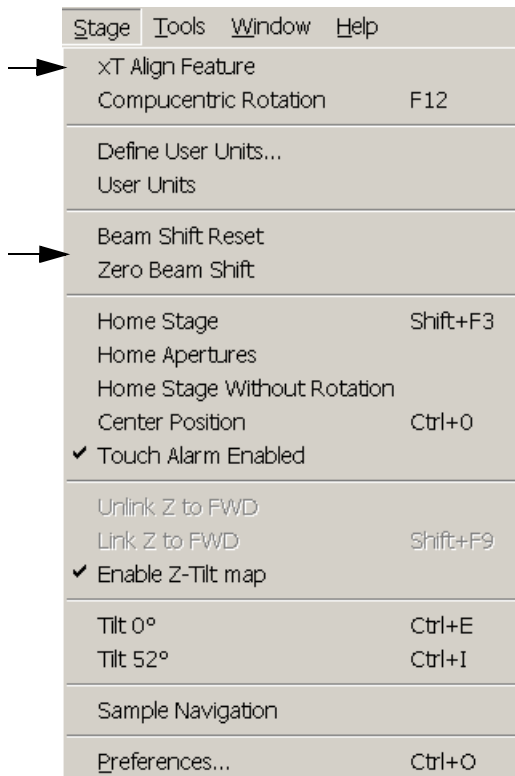 Stage Tools Window Help
xT Align Feature
Compucentric Rotation F12
Define User Units...
User Units
Beam Shift Reset
Zero Beam Shift
Home Stage Shift+F3
Home Apertures
Home Stage Without Rotation
Center Position Ctrl+0
Touch Alarm Enabled
Unlink Z to FWD
Link Z to FWD Shift+F9
Enable Z-Tilt map
Tilt 0° Ctrl+E
Tilt 52° Ctrl+I
Sample Navigation
Preferences... Ctrl+O